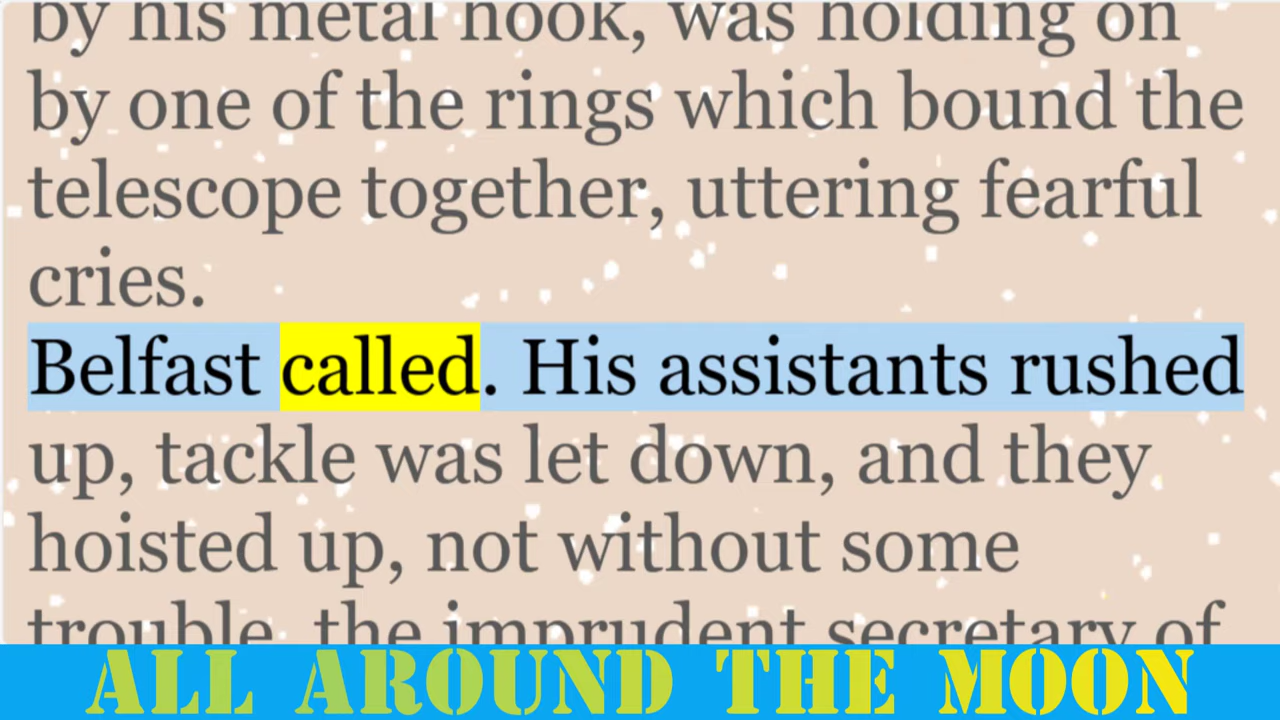 by his metal hook, was holding on
by one of the rings which bound the
telescope together, uttering fearful
cries.
Belfast called. His assistants rushed
up, tackle was let down, and they
hoisted up, not without some
trouble, the imprudent secretary of
ALL AROUND THE MOON